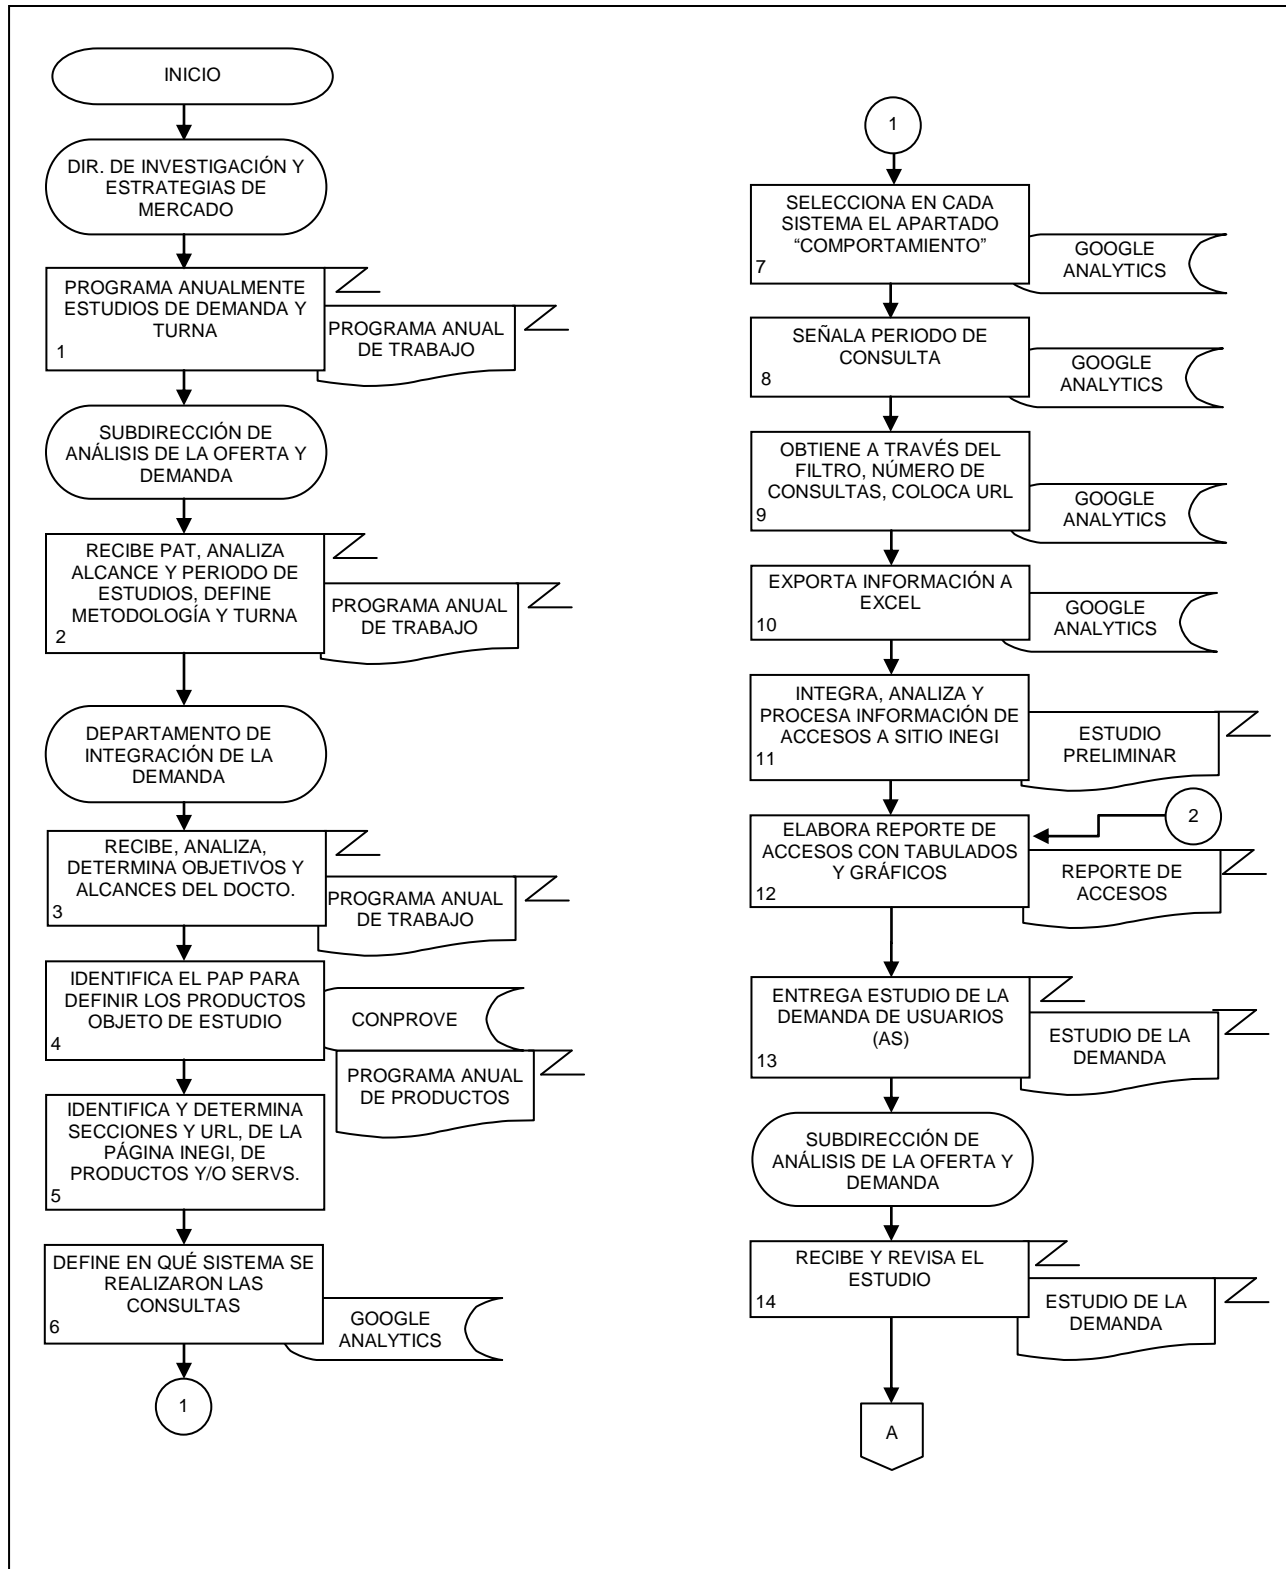 INICIO
DIR. DE INVESTIGACIÓN Y
ESTRATEGIAS DE
MERCADO
PROGRAMA ANUALMENTE
ESTUDIOS DE DEMANDA Y
TURNA
1
PROGRAMA ANUAL
DE TRABAJO
SUBDIRECCIÓN DE
ANÁLISIS DE LA OFERTA Y
DEMANDA
RECIBE PAT, ANALIZA
ALCANCE Y PERIODO DE
ESTUDIOS, DEFINE
METODOLOGÍA Y TURNA
2
PROGRAMA ANUAL
DE TRABAJO
DEPARTAMENTO DE
INTEGRACIÓN DE LA
DEMANDA
RECIBE, ANALIZA,
DETERMINA OBJETIVOS Y
ALCANCES DEL DOCTO.
3
PROGRAMA ANUAL
DE TRABAJO
IDENTIFICA EL PAP PARA
DEFINIR LOS PRODUCTOS
OBJETO DE ESTUDIO
4
CONPROVE
PROGRAMA ANUAL
DE PRODUCTOS
IDENTIFICA Y DETERMINA
SECCIONES Y URL, DE LA
PÁGINA INEGI, DE
PRODUCTOS Y/O SERVS.
5
DEFINE EN QUÉ SISTEMA SE
REALIZARON LAS
CONSULTAS
6
GOOGLE
ANALYTICS
1
1
SELECCIONA EN CADA
SISTEMA EL APARTADO
“COMPORTAMIENTO”
7
GOOGLE
ANALYTICS
SEÑALA PERIODO DE
CONSULTA
8
GOOGLE
ANALYTICS
OBTIENE A TRAVÉS DEL
FILTRO, NÚMERO DE
CONSULTAS, COLOCA URL
9
GOOGLE
ANALYTICS
EXPORTA INFORMACIÓN A
EXCEL
10
GOOGLE
ANALYTICS
INTEGRA, ANALIZA Y
PROCESA INFORMACIÓN DE
ACCESOS A SITIO INEGI
11
ESTUDIO
PRELIMINAR
2
ELABORA REPORTE DE
ACCESOS CON TABULADOS
Y GRÁFICOS
12
REPORTE DE
ACCESOS
ENTREGA ESTUDIO DE LA
DEMANDA DE USUARIOS
(AS)
13
ESTUDIO DE LA
DEMANDA
SUBDIRECCIÓN DE
ANÁLISIS DE LA OFERTA Y
DEMANDA
RECIBE Y REVISA EL
ESTUDIO
14
ESTUDIO DE LA
DEMANDA
A